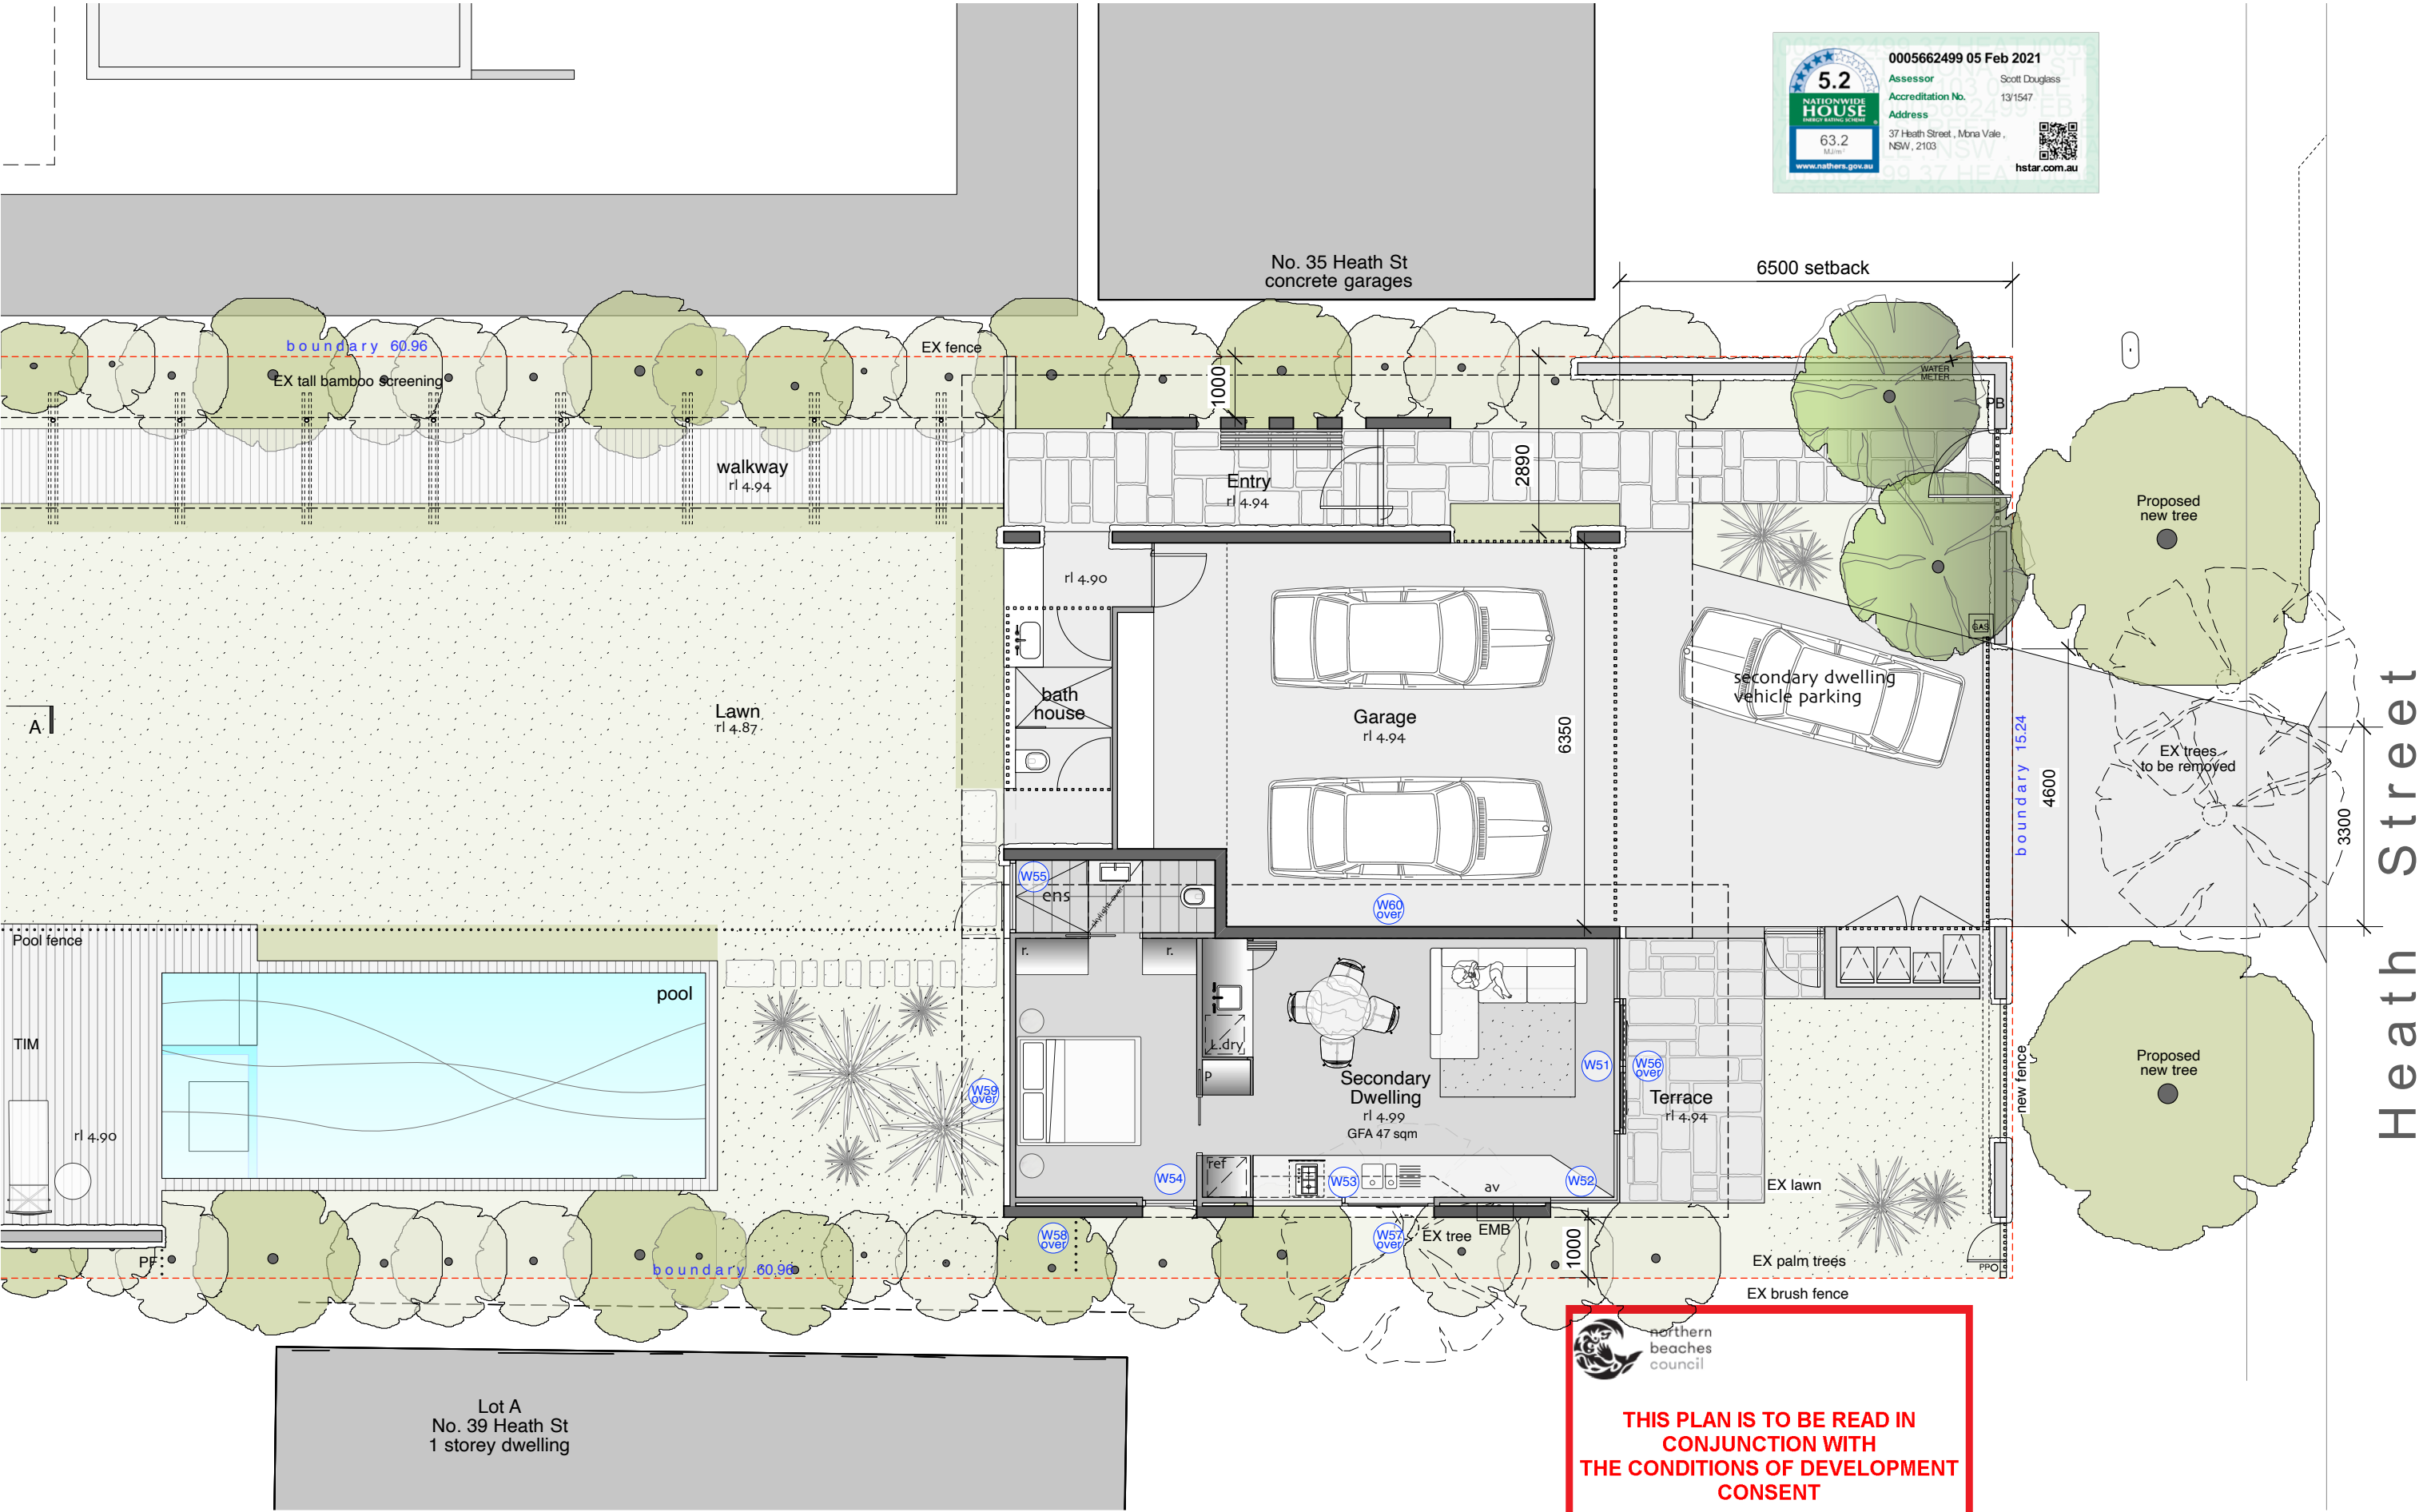 0005662499 05 Feb 2021
5.2
Assessor Scott Douglass
Accreditation No. 13/1547
NATIONWIDE
HOUSE
ENERGY RATING SCHEME
Address
37 Heath Street , Mona Vale ,
NSW , 2103
63.2
MJ/m²
www.nathers.gov.au
hstar.com.au
No. 35 Heath St
concrete garages
6500 setback
boundary 60.96
EX fence
EX tall bamboo screening
1000
WATER
METER
PB
walkway
rl 4.94
Entry
rl 4.94
2890
Proposed
new tree
rl 4.90
GAS
bath
house
Lawn
rl 4.87
A
Garage
rl 4.94
6350
secondary dwelling
vehicle parking
boundary 15.24
4600
EX trees
to be removed
3300
Heath Street
W55
ens
skylight over
W60
over
Pool fence
r.
r.
pool
TIM
rl 4.90
L.dry
P
W59
over
Secondary
Dwelling
rl 4.99
GFA 47 sqm
W51
W56
over
Terrace
rl 4.94
new fence
Proposed
new tree
W54
ref
W53
av
W52
EX lawn
W58
over
W57
over
EX tree
EMB
1000
PF
boundary 60.96
EX palm trees
PPO
EX brush fence
northern
beaches
council
THIS PLAN IS TO BE READ IN
CONJUNCTION WITH
THE CONDITIONS OF DEVELOPMENT
CONSENT
Lot A
No. 39 Heath St
1 storey dwelling